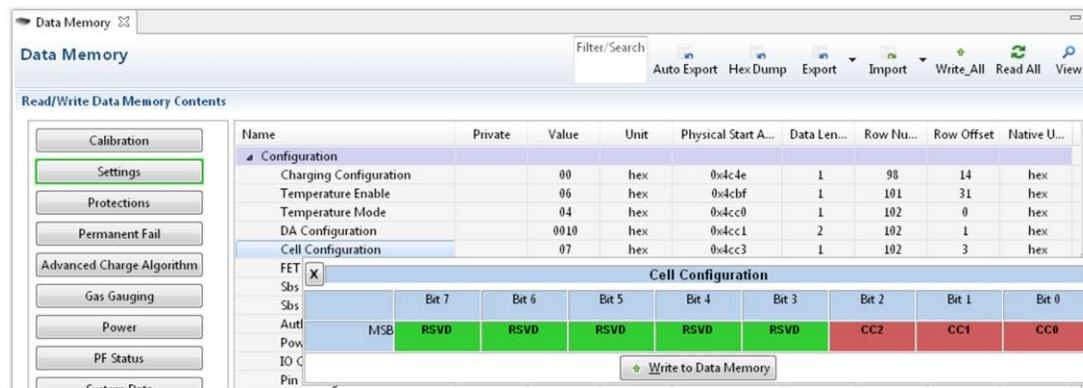 Data Memory
Data Memory
Filter/Search
Auto Export Hex Dump Export Import Write_All Read All View
Read/Write Data Memory Contents
Calibration
Settings
Protections
Permanent Fail
Advanced Charge Algorithm
Gas Gauging
Power
PF Status
System Data
Name Private Value Unit Physical Start A... Data Len... Row Nu... Row Offset Native U...
Configuration
Charging Configuration 00 hex 0x4c4e 1 98 14 hex
Temperature Enable 06 hex 0x4cbf 1 101 31 hex
Temperature Mode 04 hex 0x4cc0 1 102 0 hex
DA Configuration 0010 hex 0x4cc1 2 102 1 hex
Cell Configuration 07 hex 0x4cc3 1 102 3 hex
FET
Sbs
Sbs
Auth
Pow
IO C
Pin
X Cell Configuration
Bit 7 Bit 6 Bit 5 Bit 4 Bit 3 Bit 2 Bit 1 Bit 0
MSB RSVD RSVD RSVD RSVD RSVD CC2 CC1 CC0
Write to Data Memory